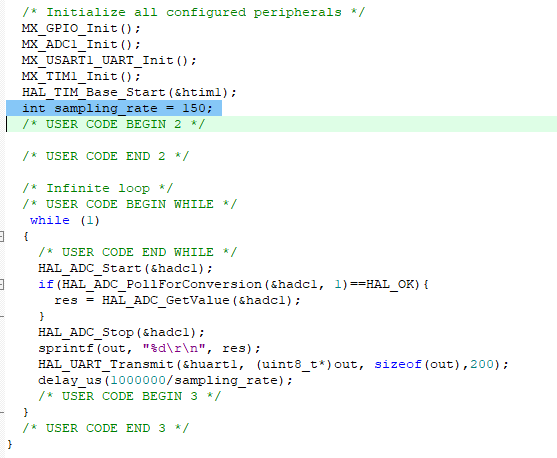 /* Initialize all configured peripherals */
MX_GPIO_Init();
MX_ADC1_Init();
MX_USART1_UART_Init();
MX_TIM1_Init();
HAL_TIM_Base_Start(&htim1);
int sampling_rate = 150;
/* USER CODE BEGIN 2 */
/* USER CODE END 2 */
/* Infinite loop */
/* USER CODE BEGIN WHILE */
while (1)
{
/* USER CODE END WHILE */
HAL_ADC_Start(&hadc1);
if(HAL_ADC_PollForConversion(&hadc1, 1)==HAL_OK){
res = HAL_ADC_GetValue(&hadc1);
}
HAL_ADC_Stop(&hadc1);
sprintf(out, "%d\r\n", res);
HAL_UART_Transmit(&huart1, (uint8_t*)out, sizeof(out),200);
delay_us(1000000/sampling_rate);
/* USER CODE BEGIN 3 */
}
/* USER CODE END 3 */
}